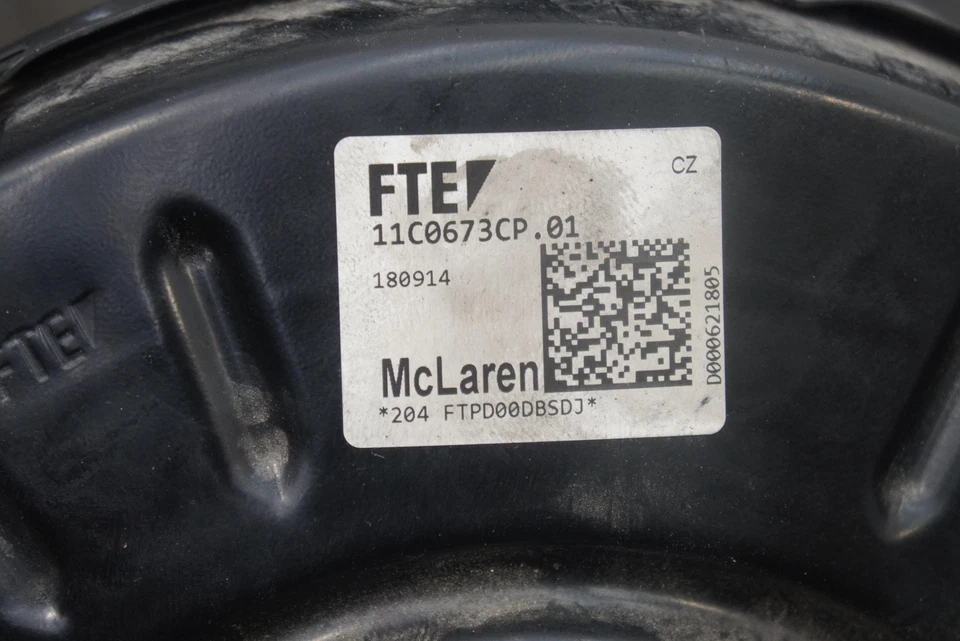 FTE
CZ
11C0673CP.01
180914
D000621805
McLaren
*204 FTPD00DBSDJ*
FTE